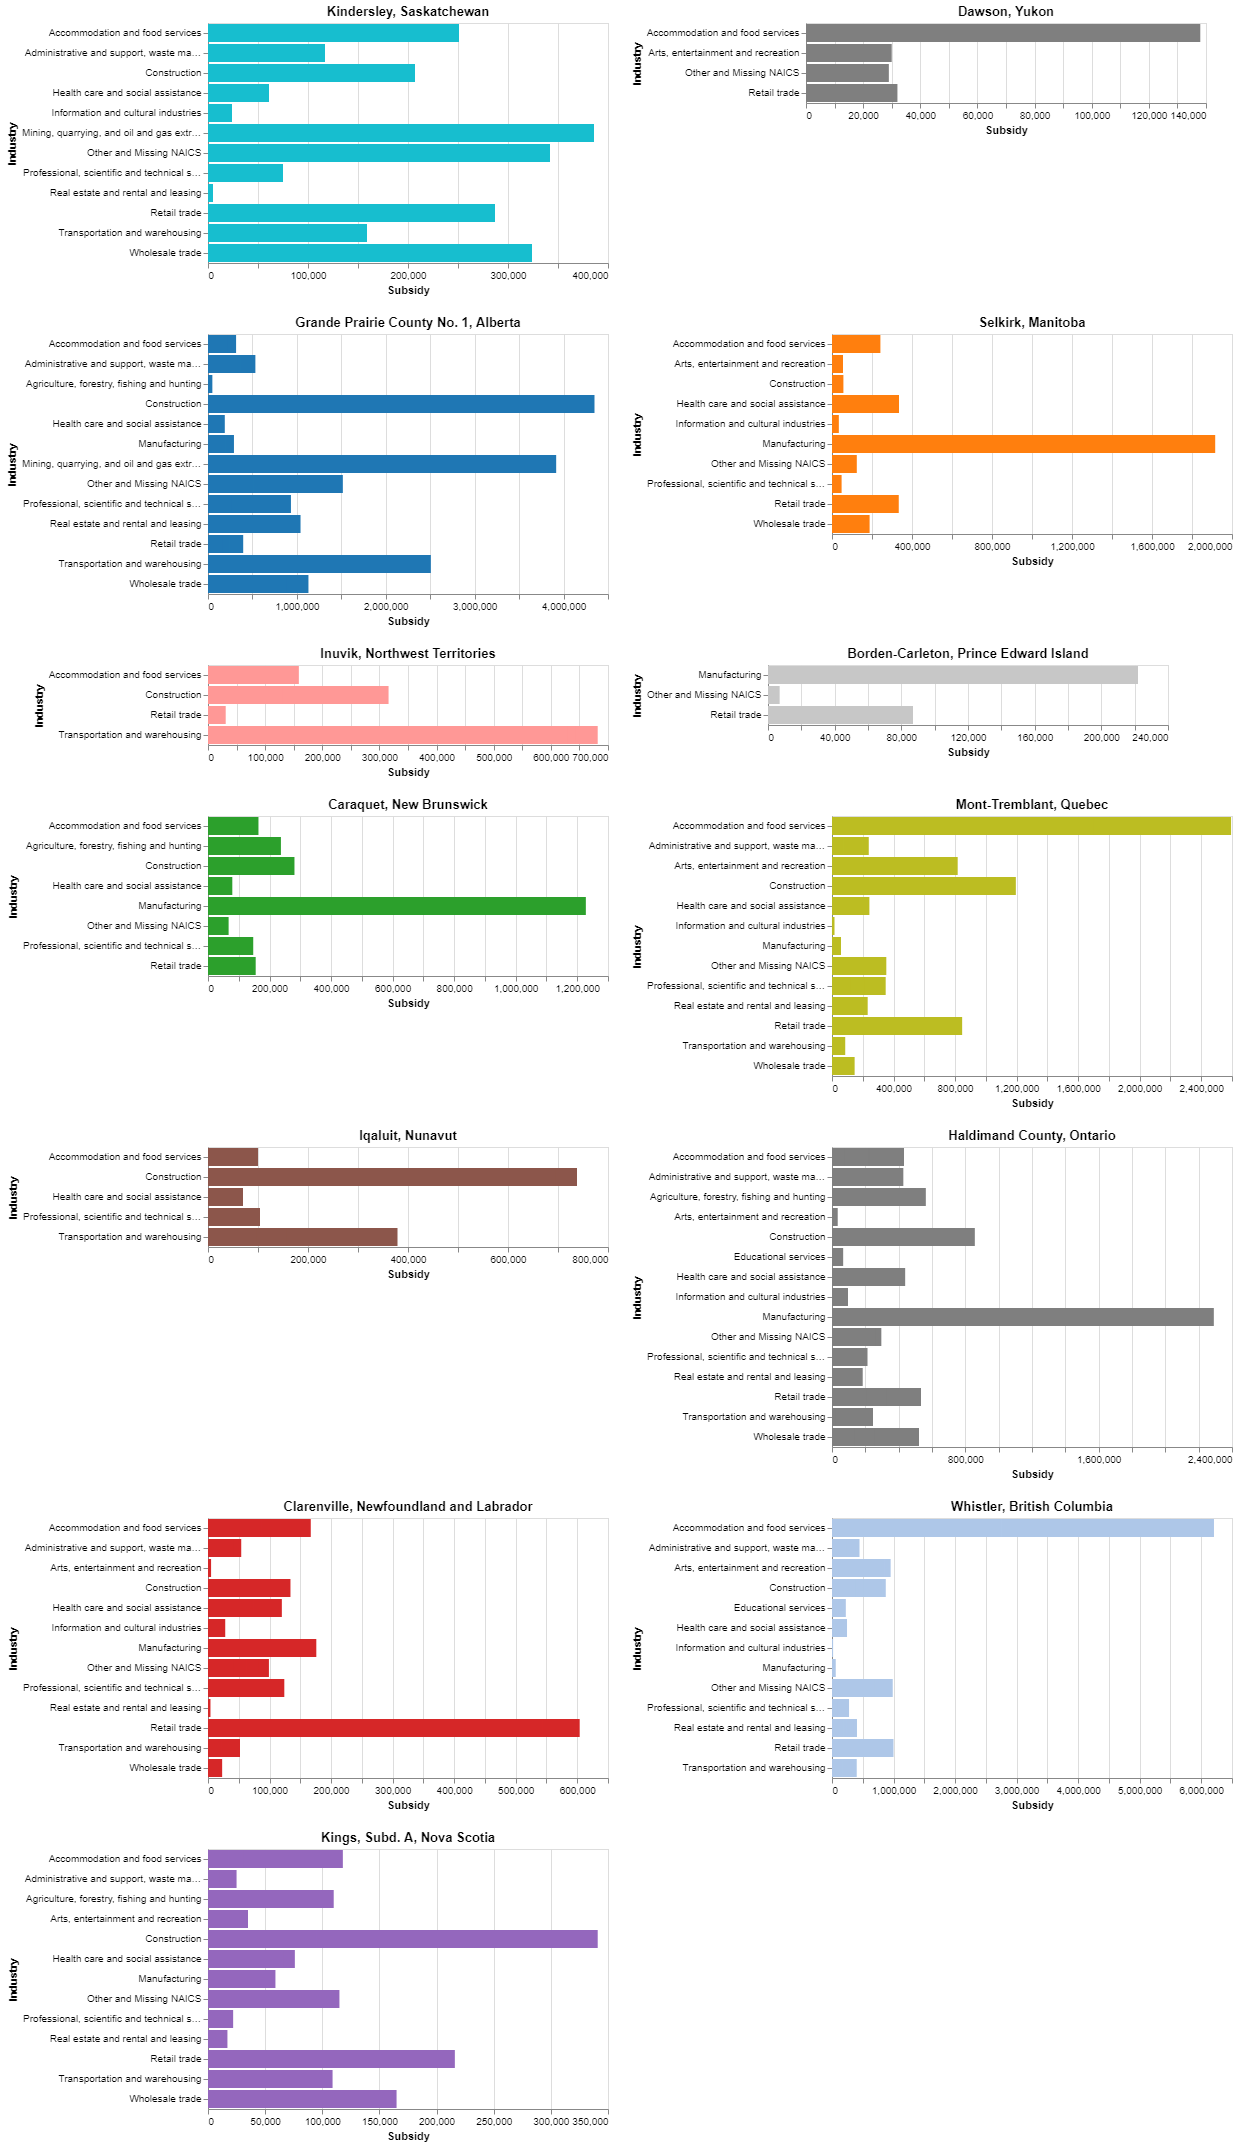 Kindersley, Saskatchewan
Industry
Accommodation and food services
Administrative and support, waste ma…
Construction
Health care and social assistance
Information and cultural industries
Mining, quarrying, and oil and gas extr…
Other and Missing NAICS
Professional, scientific and technical s…
Real estate and rental and leasing
Retail trade
Transportation and warehousing
Wholesale trade
0 100,000 200,000 300,000 400,000
Subsidy
Dawson, Yukon
Industry
Accommodation and food services
Arts, entertainment and recreation
Other and Missing NAICS
Retail trade
0 20,000 40,000 60,000 80,000 100,000 120,000 140,000
Subsidy
Grande Prairie County No. 1, Alberta
Industry
Accommodation and food services
Administrative and support, waste ma…
Agriculture, forestry, fishing and hunting
Construction
Health care and social assistance
Manufacturing
Mining, quarrying, and oil and gas extr…
Other and Missing NAICS
Professional, scientific and technical s…
Real estate and rental and leasing
Retail trade
Transportation and warehousing
Wholesale trade
0 1,000,000 2,000,000 3,000,000 4,000,000
Subsidy
Selkirk, Manitoba
Industry
Accommodation and food services
Arts, entertainment and recreation
Construction
Health care and social assistance
Information and cultural industries
Manufacturing
Other and Missing NAICS
Professional, scientific and technical s…
Retail trade
Wholesale trade
0 400,000 800,000 1,200,000 1,600,000 2,000,000
Subsidy
Inuvik, Northwest Territories
Industry
Accommodation and food services
Construction
Retail trade
Transportation and warehousing
0 100,000 200,000 300,000 400,000 500,000 600,000 700,000
Subsidy
Borden-Carleton, Prince Edward Island
Industry
Manufacturing
Other and Missing NAICS
Retail trade
0 40,000 80,000 120,000 160,000 200,000 240,000
Subsidy
Caraquet, New Brunswick
Industry
Accommodation and food services
Agriculture, forestry, fishing and hunting
Construction
Health care and social assistance
Manufacturing
Other and Missing NAICS
Professional, scientific and technical s…
Retail trade
0 200,000 400,000 600,000 800,000 1,000,000 1,200,000
Subsidy
Mont-Tremblant, Quebec
Industry
Accommodation and food services
Administrative and support, waste ma…
Arts, entertainment and recreation
Construction
Health care and social assistance
Information and cultural industries
Manufacturing
Other and Missing NAICS
Professional, scientific and technical s…
Real estate and rental and leasing
Retail trade
Transportation and warehousing
Wholesale trade
0 400,000 800,000 1,200,000 1,600,000 2,000,000 2,400,000
Subsidy
Iqaluit, Nunavut
Industry
Accommodation and food services
Construction
Health care and social assistance
Professional, scientific and technical s…
Transportation and warehousing
0 200,000 400,000 600,000 800,000
Subsidy
Haldimand County, Ontario
Industry
Accommodation and food services
Administrative and support, waste ma…
Agriculture, forestry, fishing and hunting
Arts, entertainment and recreation
Construction
Educational services
Health care and social assistance
Information and cultural industries
Manufacturing
Other and Missing NAICS
Professional, scientific and technical s…
Real estate and rental and leasing
Retail trade
Transportation and warehousing
Wholesale trade
0 800,000 1,600,000 2,400,000
Subsidy
Clarenville, Newfoundland and Labrador
Industry
Accommodation and food services
Administrative and support, waste ma…
Arts, entertainment and recreation
Construction
Health care and social assistance
Information and cultural industries
Manufacturing
Other and Missing NAICS
Professional, scientific and technical s…
Real estate and rental and leasing
Retail trade
Transportation and warehousing
Wholesale trade
0 100,000 200,000 300,000 400,000 500,000 600,000
Subsidy
Whistler, British Columbia
Industry
Accommodation and food services
Administrative and support, waste ma…
Arts, entertainment and recreation
Construction
Educational services
Health care and social assistance
Information and cultural industries
Manufacturing
Other and Missing NAICS
Professional, scientific and technical s…
Real estate and rental and leasing
Retail trade
Transportation and warehousing
0 1,000,000 2,000,000 3,000,000 4,000,000 5,000,000 6,000,000
Subsidy
Kings, Subd. A, Nova Scotia
Industry
Accommodation and food services
Administrative and support, waste ma…
Agriculture, forestry, fishing and hunting
Arts, entertainment and recreation
Construction
Health care and social assistance
Manufacturing
Other and Missing NAICS
Professional, scientific and technical s…
Real estate and rental and leasing
Retail trade
Transportation and warehousing
Wholesale trade
0 50,000 100,000 150,000 200,000 250,000 300,000 350,000
Subsidy